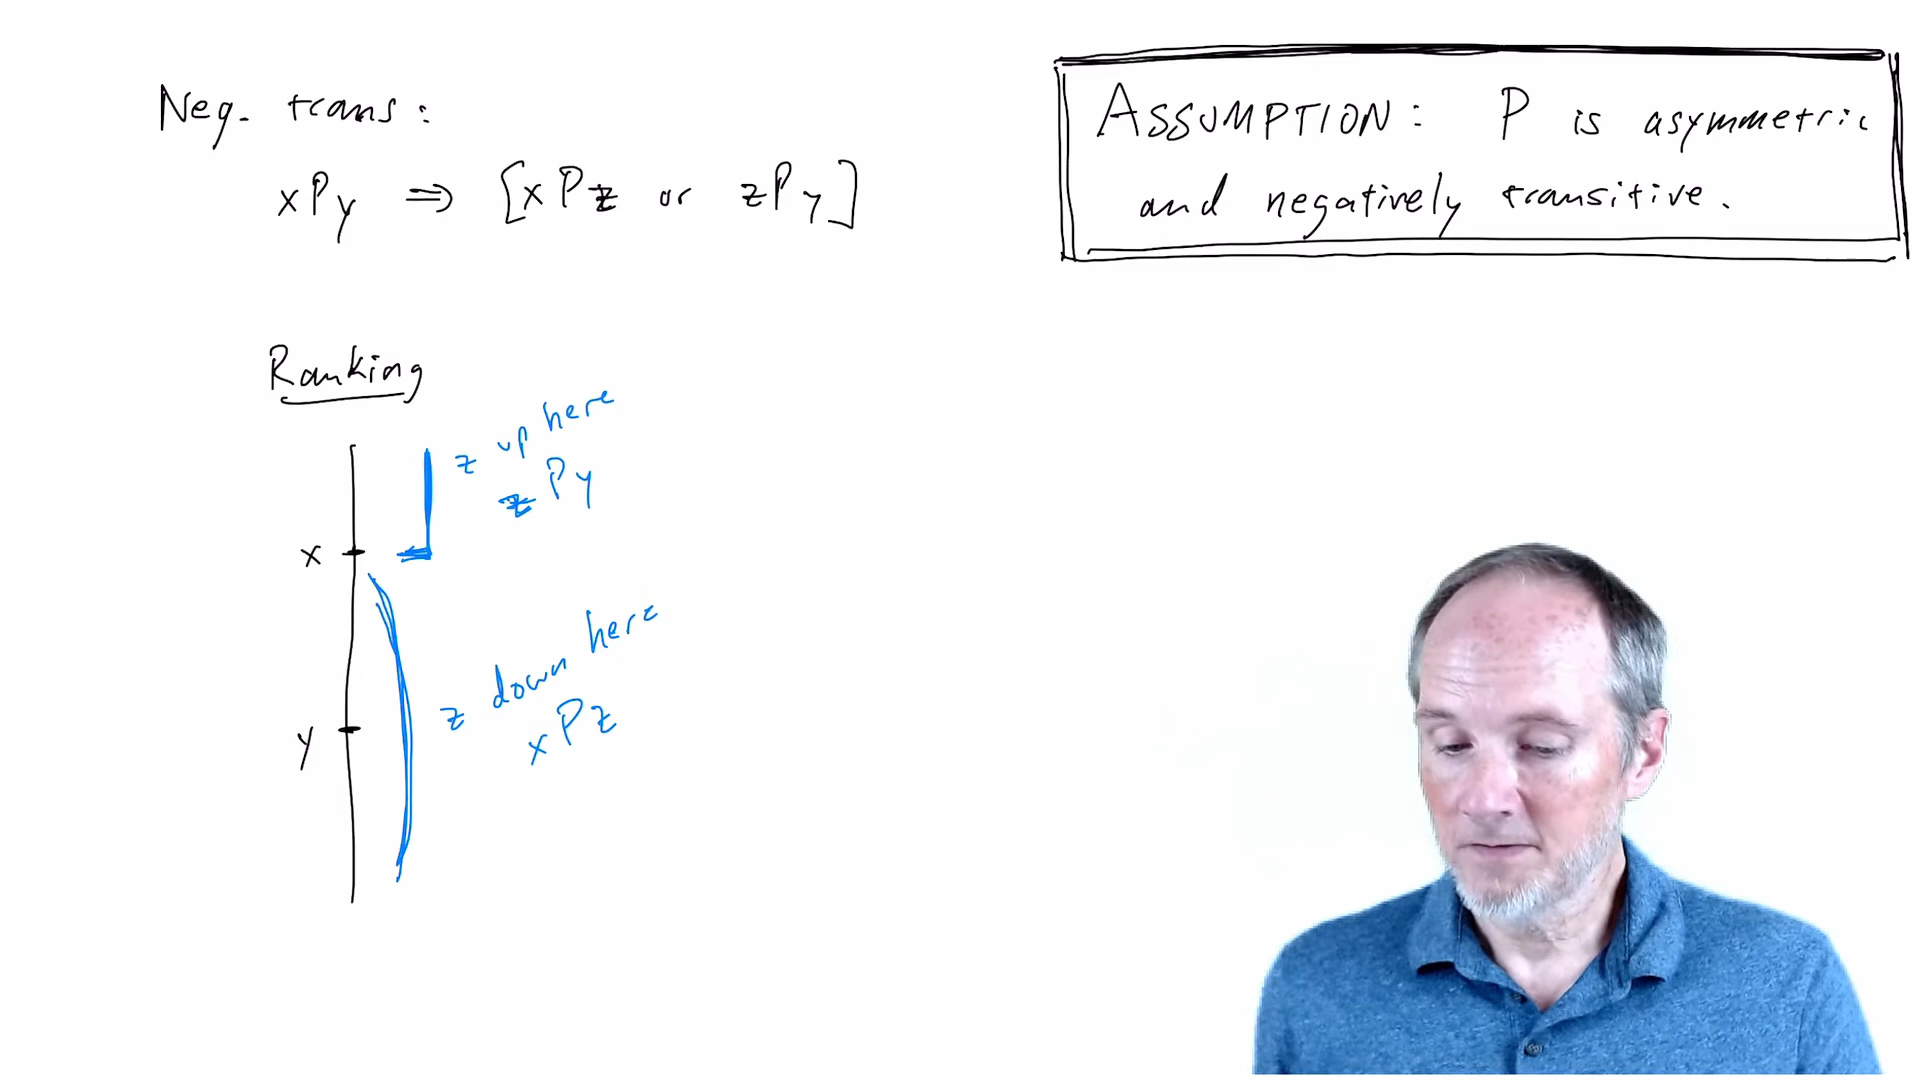 Neg. trans:
xPy ⇒ [xPz or zPy]
ASSUMPTION: P is asymmetric
and negatively transitive.
Ranking
z up here
zPy
x
z down here
xPz
y